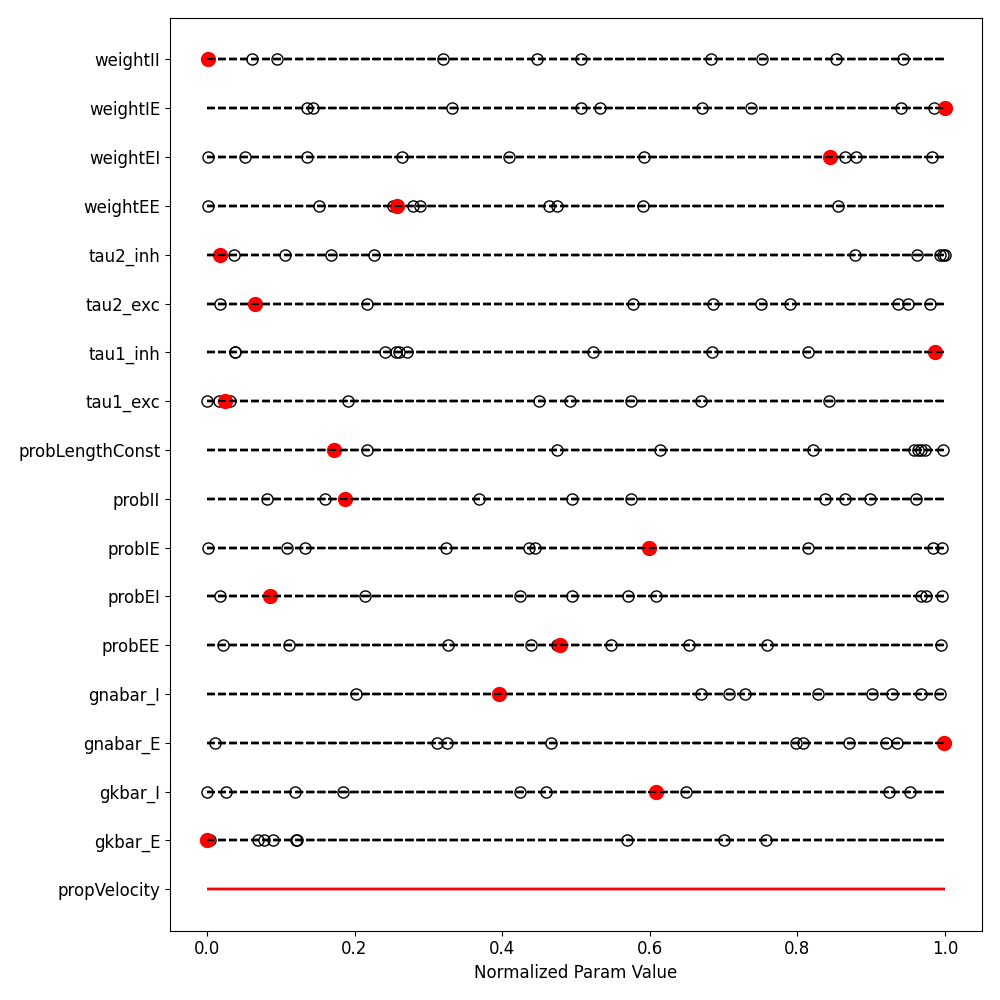 weightII
weightIE
weightEI
weightEE
tau2_inh
tau2_exc
tau1_inh
tau1_exc
probLengthConst
probII
probIE
probEI
probEE
gnabar_I
gnabar_E
gkbar_I
gkbar_E
propVelocity
0.0 0.2 0.4 0.6 0.8 1.0
Normalized Param Value